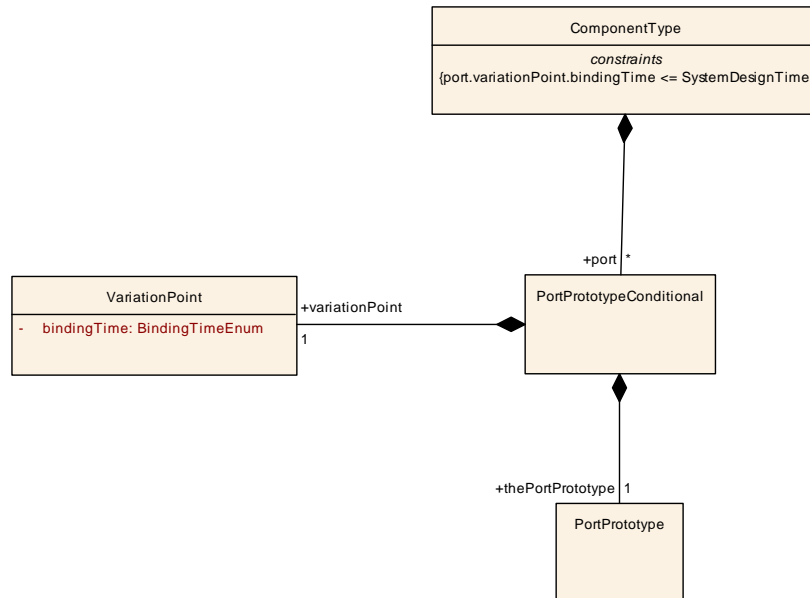 ComponentType
constraints
{port.variationPoint.bindingTime <= SystemDesignTime
+port *
VariationPoint
- bindingTime: BindingTimeEnum
+variationPoint
1
PortPrototypeConditional
+thePortPrototype 1
PortPrototype